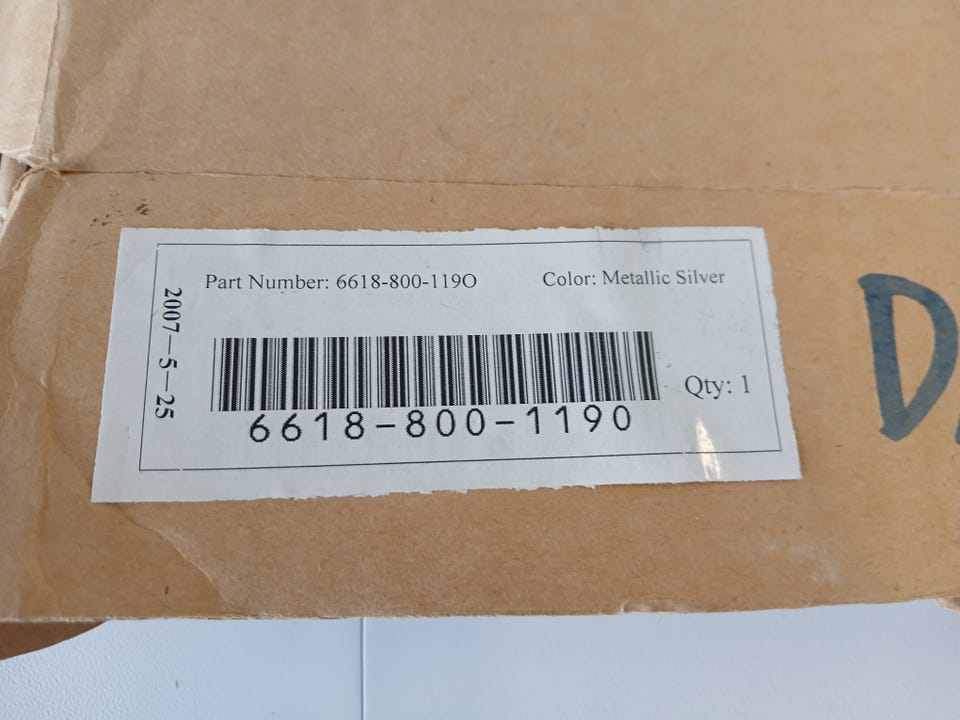 Part Number: 6618-800-119O
Color: Metallic Silver
2007-5-25
6618-800-1190
Qty: 1
D